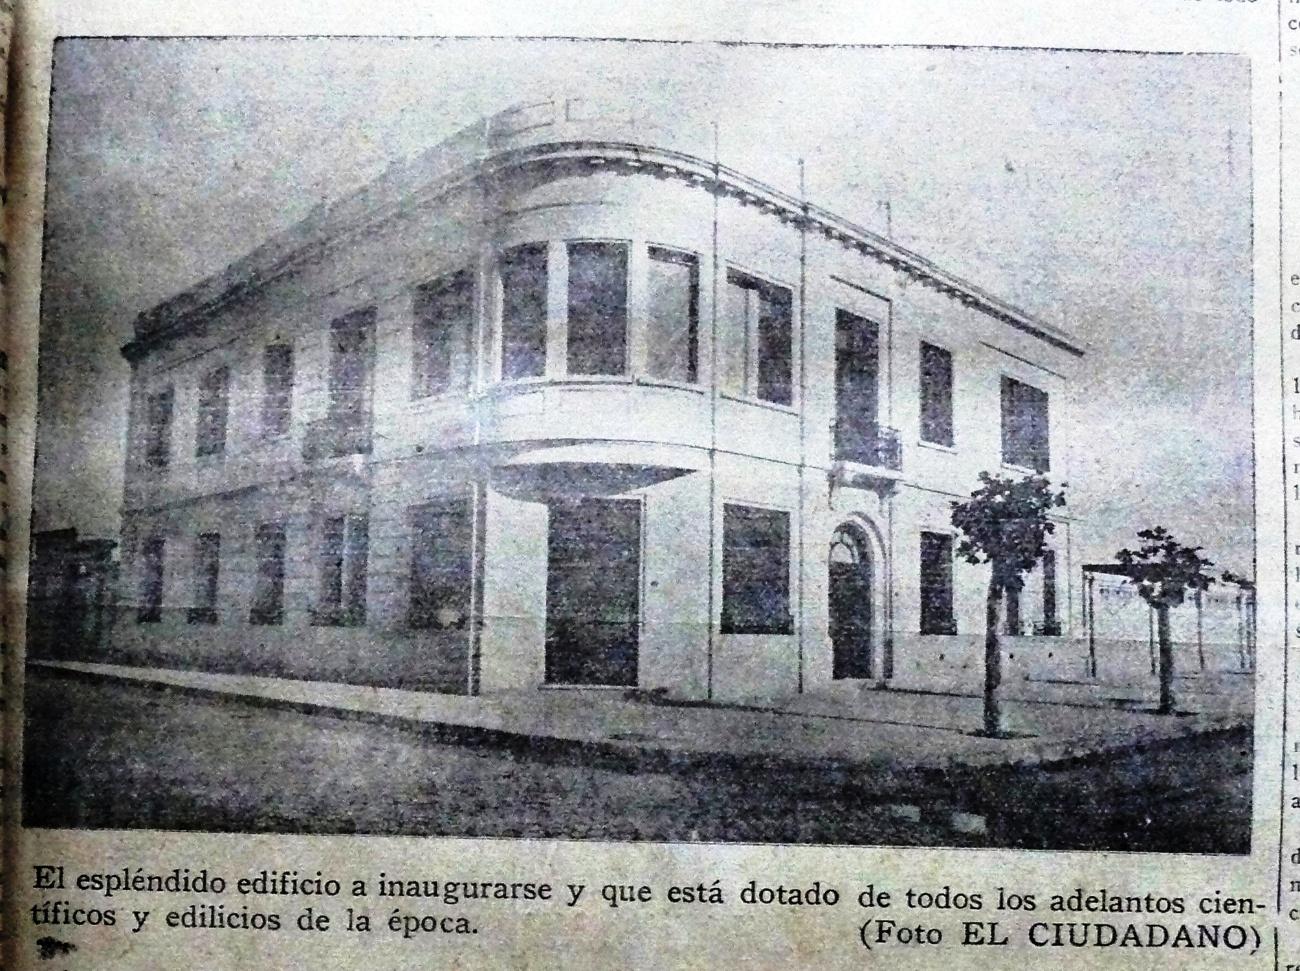 El espléndido edificio a inaugurarse y que está dotado de todos los adelantos cien-
tíficos y edilicios de la época.
(Foto EL CIUDADANO)